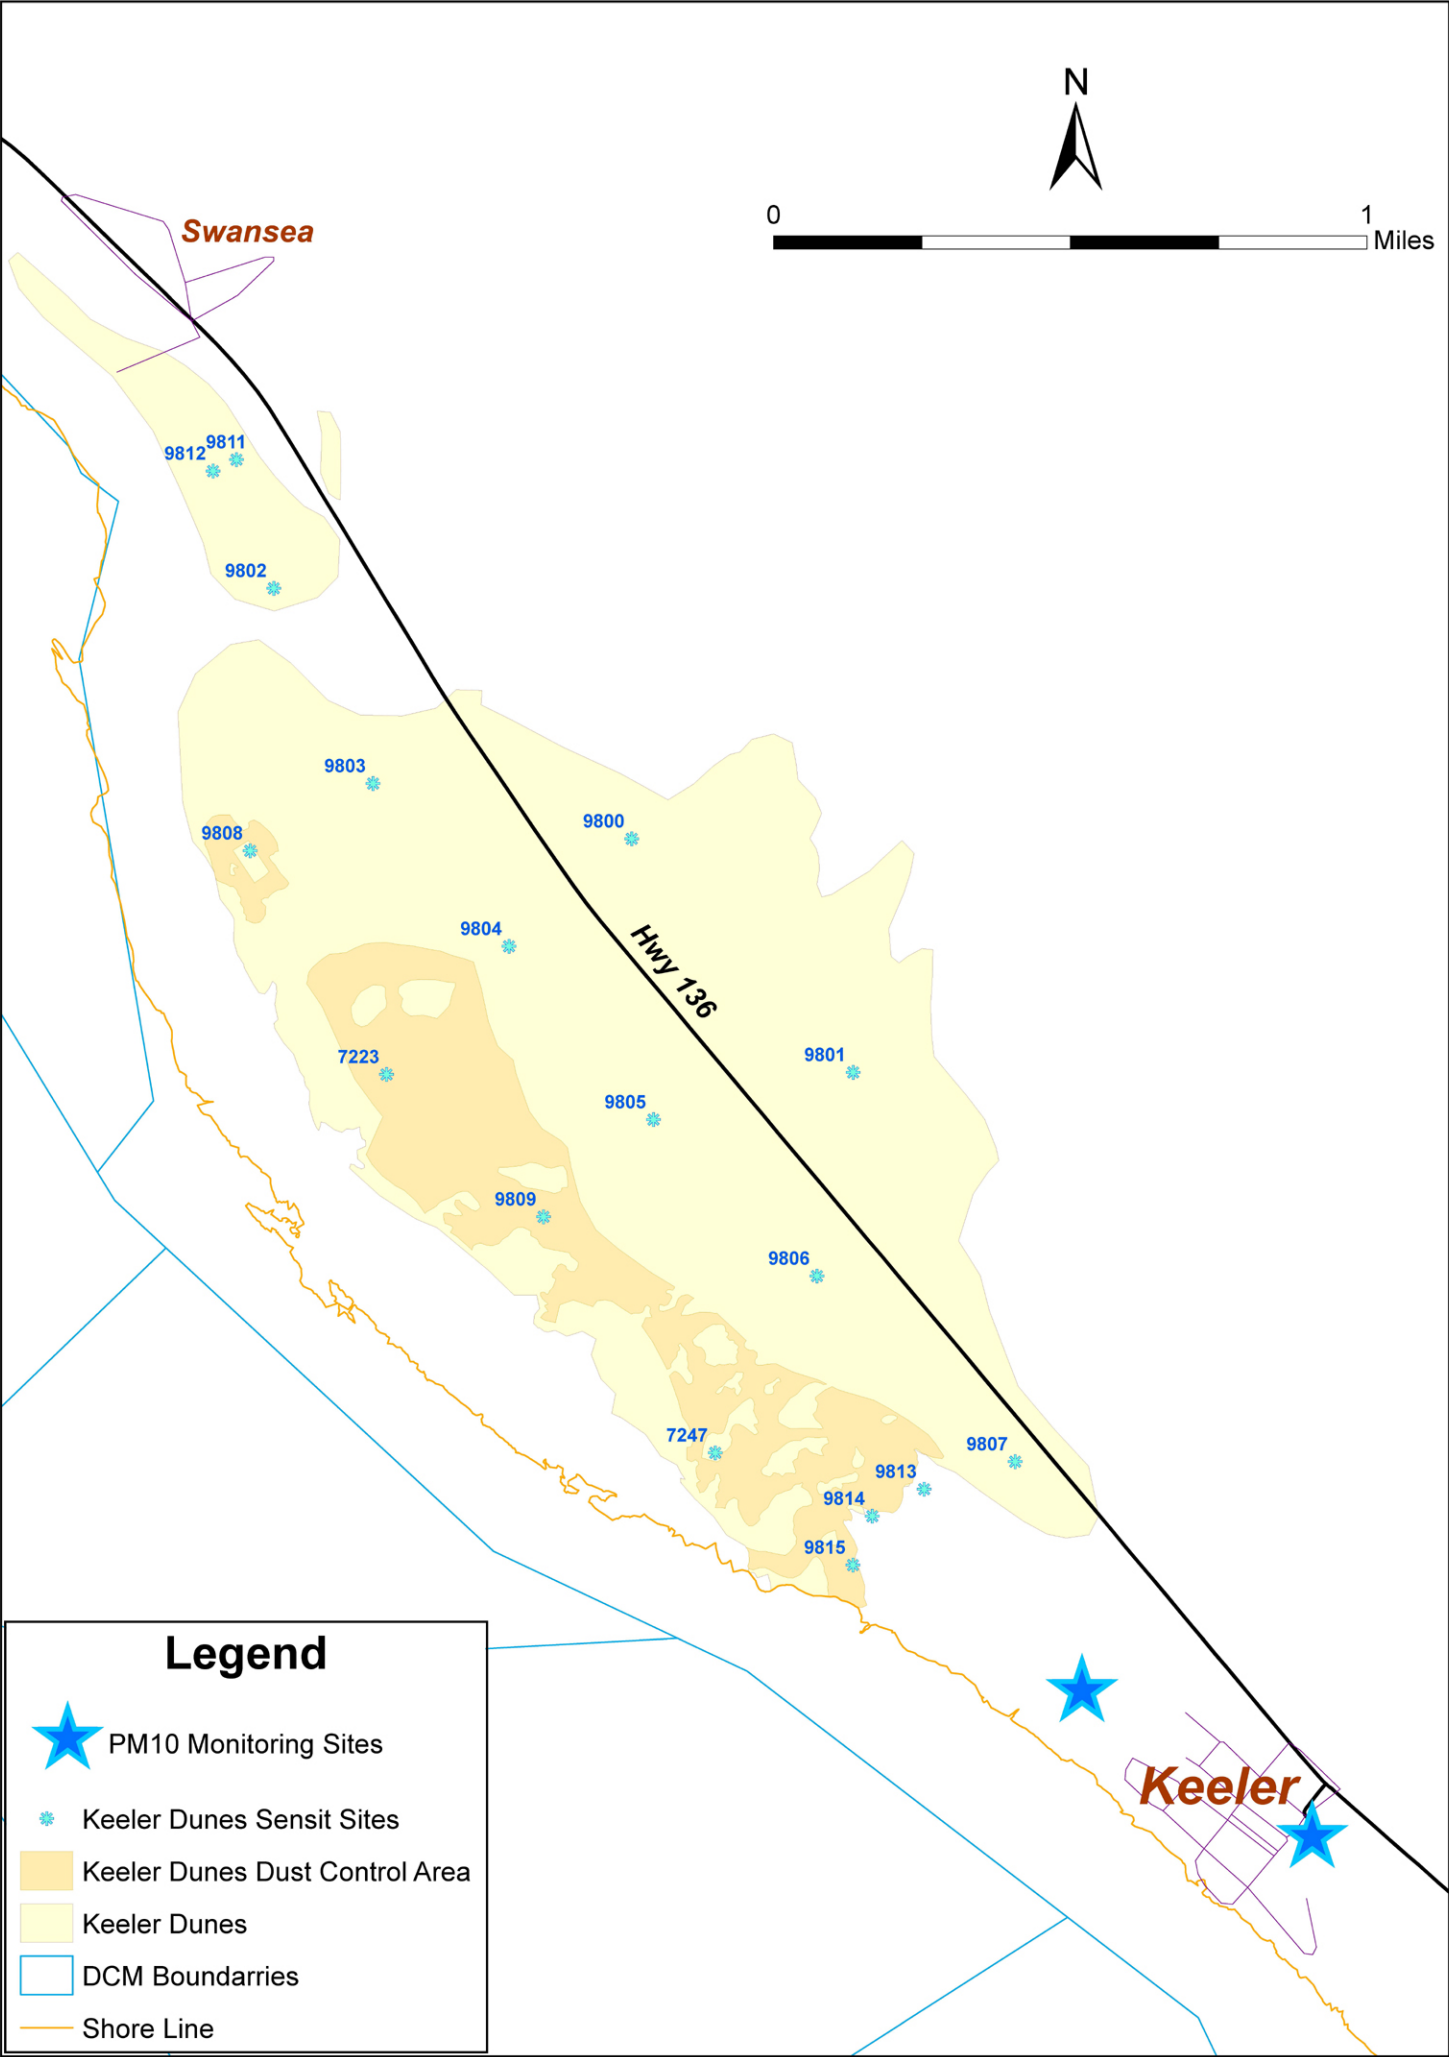 N
0 1
Miles
Swansea
9811
9812
9802
9803
9800
9808
9804
Hwy 136
7223
9801
9805
9809
9806
7247
9807
9813
9814
9815
Keeler
Legend
PM10 Monitoring Sites
Keeler Dunes Sensit Sites
Keeler Dunes Dust Control Area
Keeler Dunes
DCM Boundarries
Shore Line